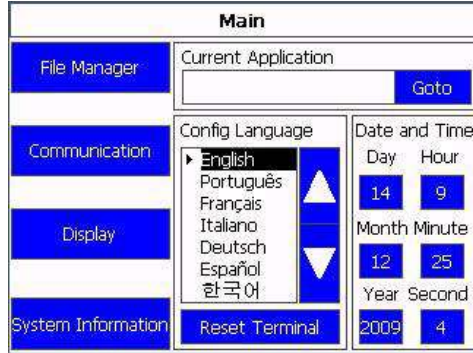 Main
File Manager
Communication
Display
System Information
Current Application
Goto
Config Language
English
Português
Français
Italiano
Deutsch
Español
한국어
Reset Terminal
Date and Time
Day Hour
14 9
Month Minute
12 25
Year Second
2009 4